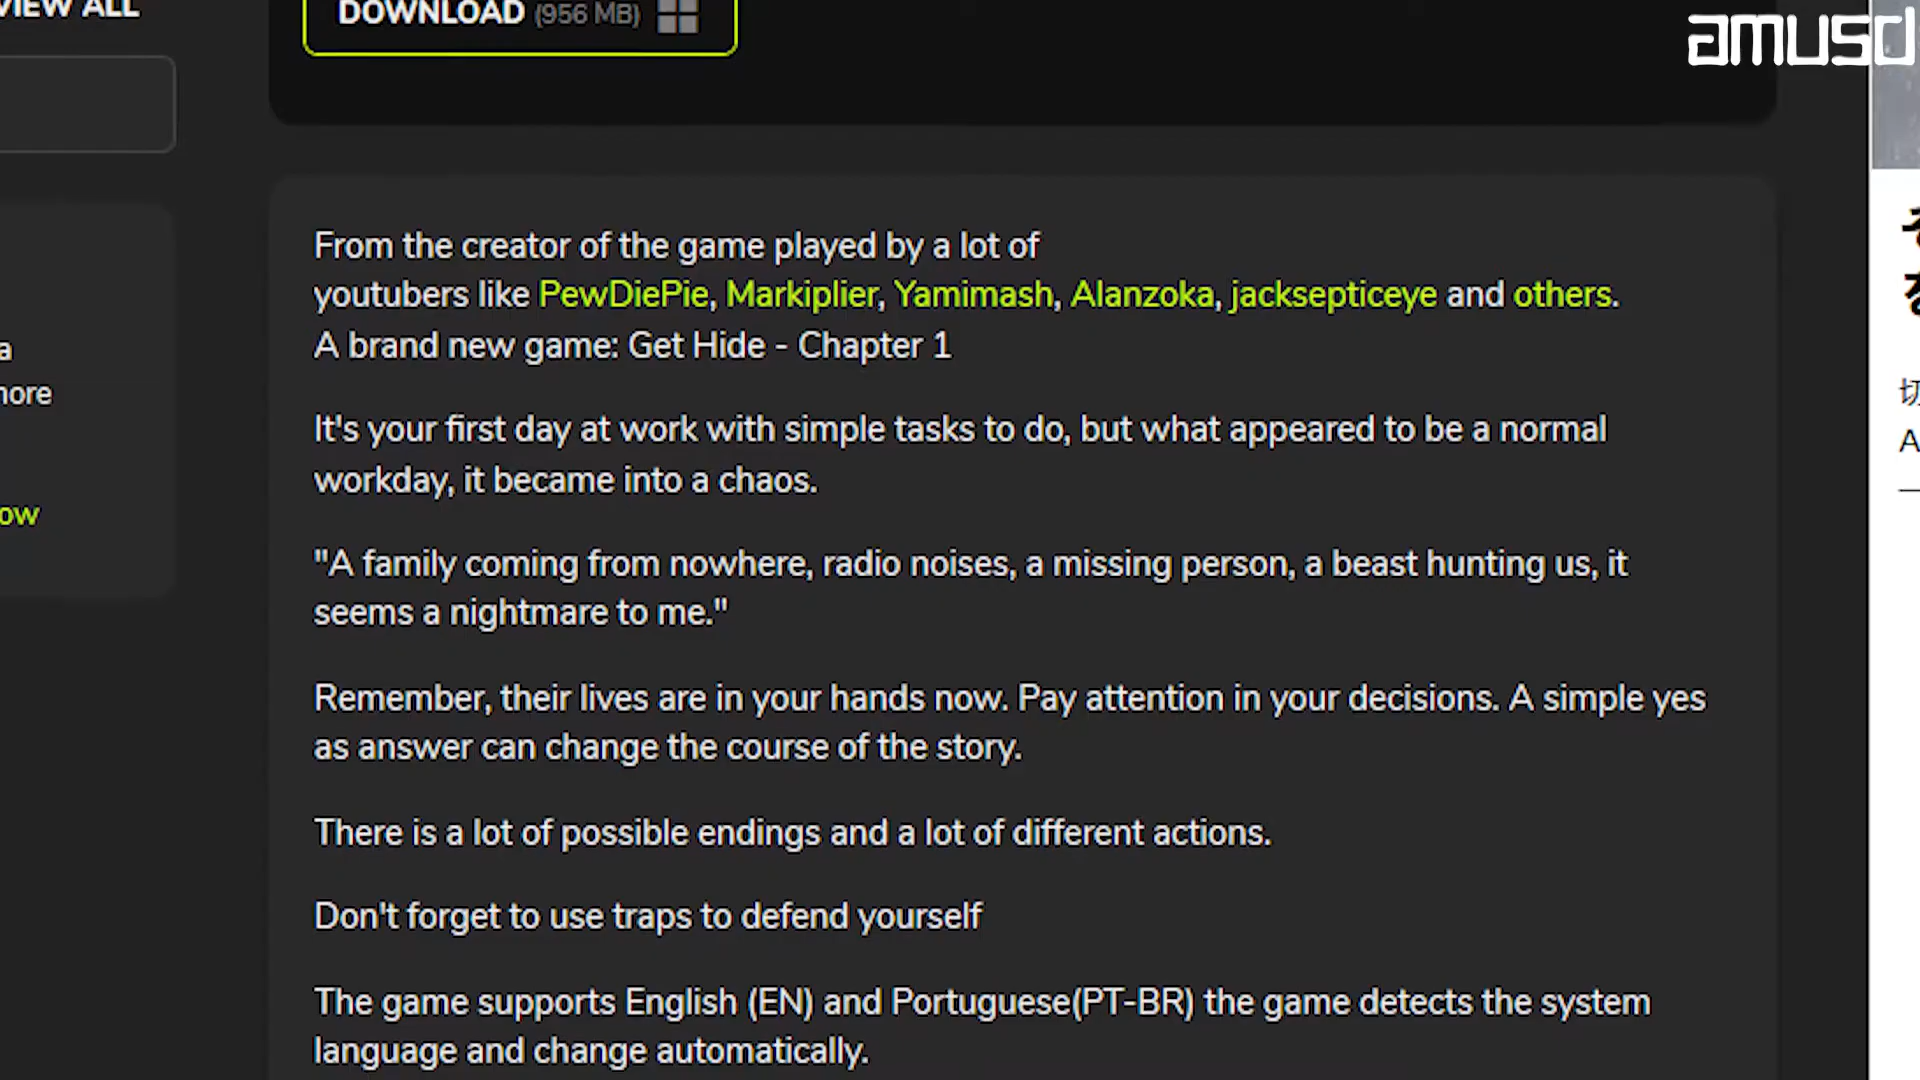 VIEW ALL
DOWNLOAD (956 MB)
amusd
From the creator of the game played by a lot of
youtubers like PewDiePie, Markiplier, Yamimash, Alanzoka, jacksepticeye and others.
A brand new game: Get Hide - Chapter 1
It's your first day at work with simple tasks to do, but what appeared to be a normal
workday, it became into a chaos.
"A family coming from nowhere, radio noises, a missing person, a beast hunting us, it
seems a nightmare to me."
Remember, their lives are in your hands now. Pay attention in your decisions. A simple yes
as answer can change the course of the story.
There is a lot of possible endings and a lot of different actions.
Don't forget to use traps to defend yourself
The game supports English (EN) and Portuguese(PT-BR) the game detects the system
language and change automatically.